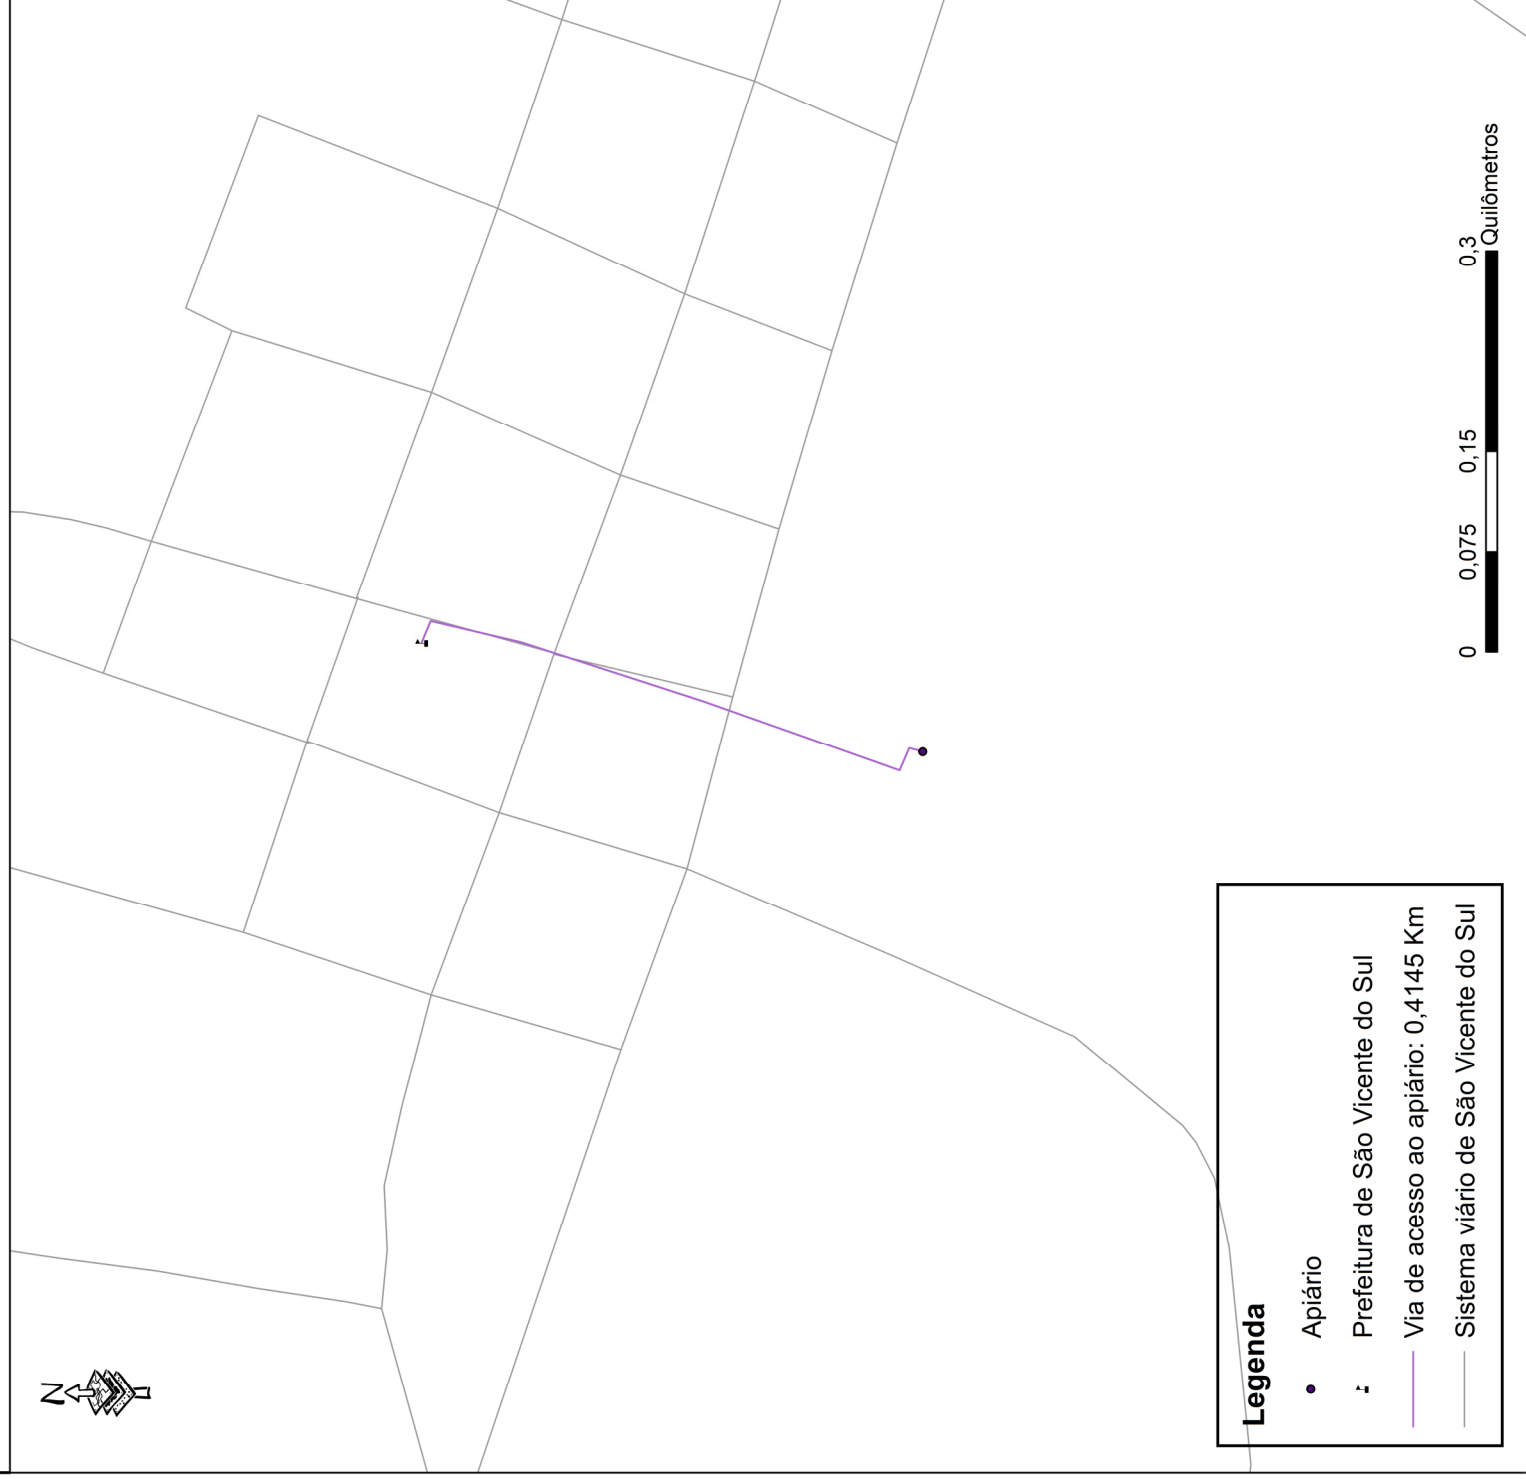 N
Legenda
Apiário
Prefeitura de São Vicente do Sul
Via de acesso ao apiário: 0,4145 Km
Sistema viário de São Vicente do Sul
0 0,075 0,15 0,3
Quilômetros